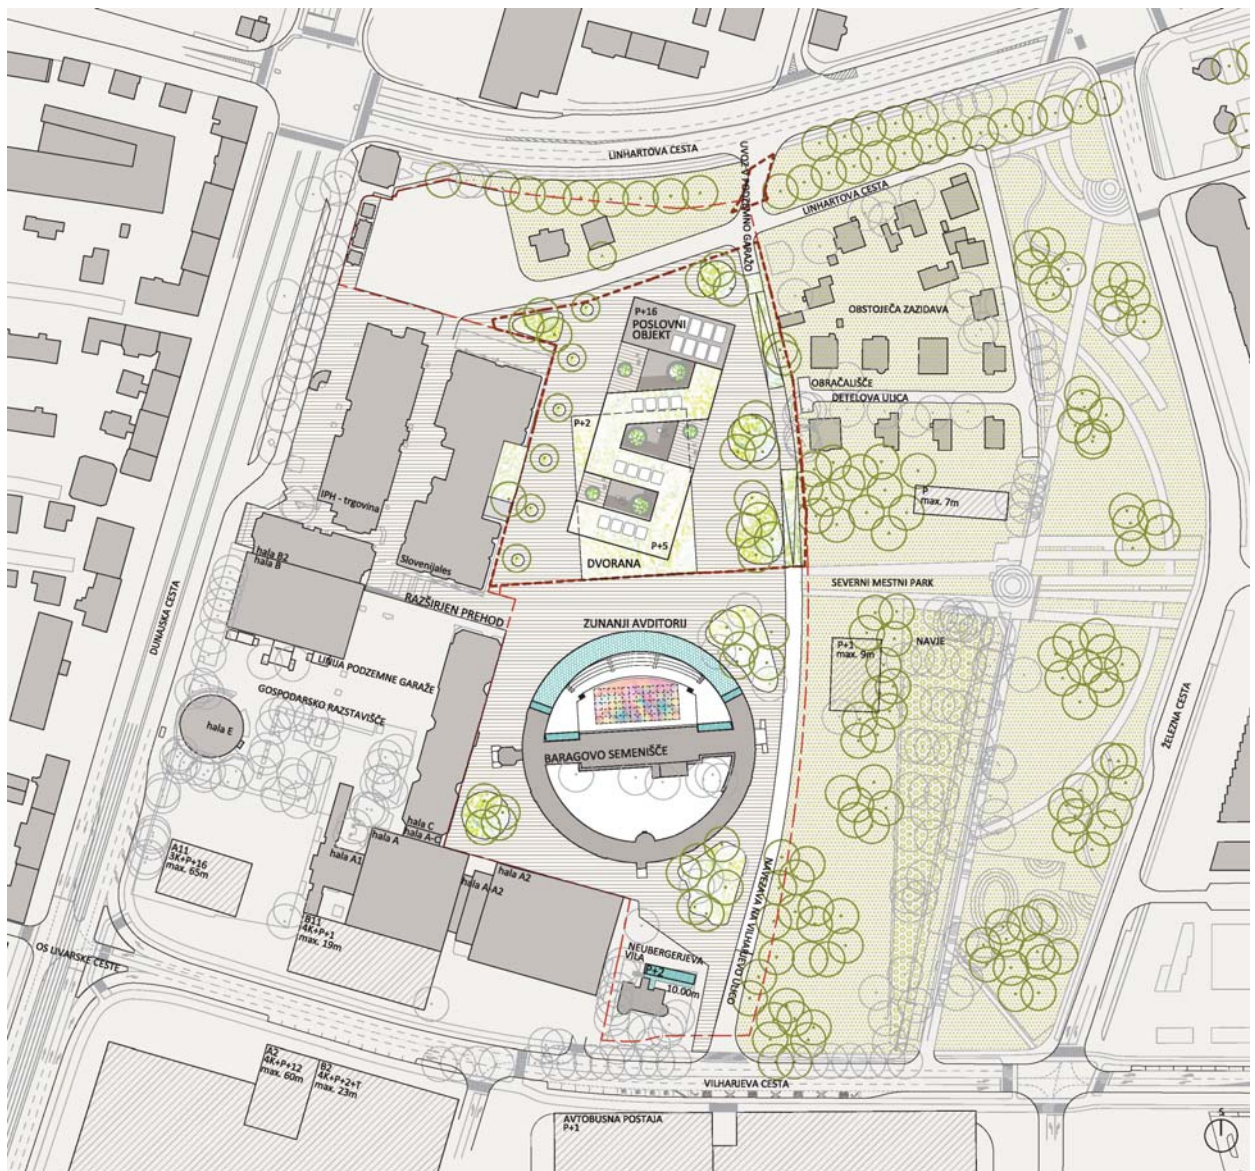 LINHARTOVA CESTA
UVOZ V PODZEMNO GARAŽO
LINHARTOVA CESTA
P+16
POSLOVNI
OBJEKT
OBSTOJEČA ZAZIDAVA
OBRAČALIŠČE
DETELOVA ULICA
P+2
P
max. 7m
IPH - trgovina
P+5
DVORANA
hala B2
hala B
Slovenijales
SEVERNI MESTNI PARK
RAZŠIRJEN PREHOD
DUNAJSKA CESTA
ZUNANJI AVDITORIJ
P+1
max. 9m
NAVJE
LINIJA PODZEMNE GARAŽE
GOSPODARSKO RAZSTAVIŠČE
ŽELEZNA CESTA
hala E
BARAGOVO SEMENIŠČE
hala C
hala A-C
hala A
hala A1
A11
3K+P+16
max. 65m
hala A2
hala A-A2
NAVEZAVA NA VILHARJEVO ULICO
B11
4K+P+1
max. 19m
OS LIVARSKE CESTE
NEUBERGERJEVA
VILA
P+2
10.00m
A2
4K+P+12
max. 60m
B2
4K+P+2+T
max. 23m
VILHARJEVA CESTA
AVTOBUSNA POSTAJA
P+1
S